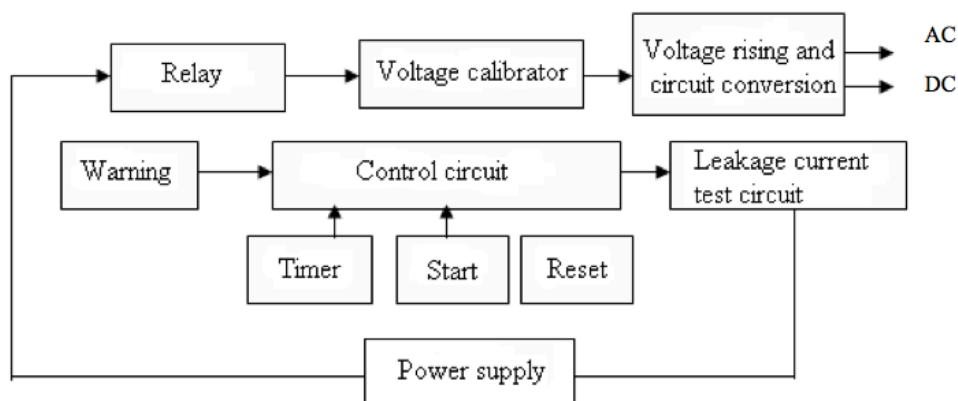 Relay
Voltage calibrator
Voltage rising and
circuit conversion
AC
DC
Warning
Control circuit
Leakage current
test circuit
Timer
Start
Reset
Power supply